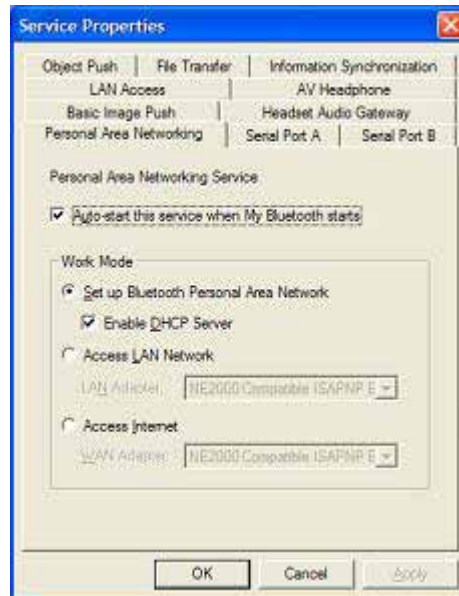 Service Properties
Object Push File Transfer Information Synchronization
LAN Access AV Headphone
Basic Image Push Headset Audio Gateway
Personal Area Networking Serial Port A Serial Port B
Personal Area Networking Service
Auto-start this service when My Bluetooth starts
Work Mode
Set up Bluetooth Personal Area Network
Enable DHCP Server
Access LAN Network
LAN Adapter: NE2000 Compatible ISAPNP E
Access Internet
WAN Adapter: NE2000 Compatible ISAPNP E
OK Cancel Apply